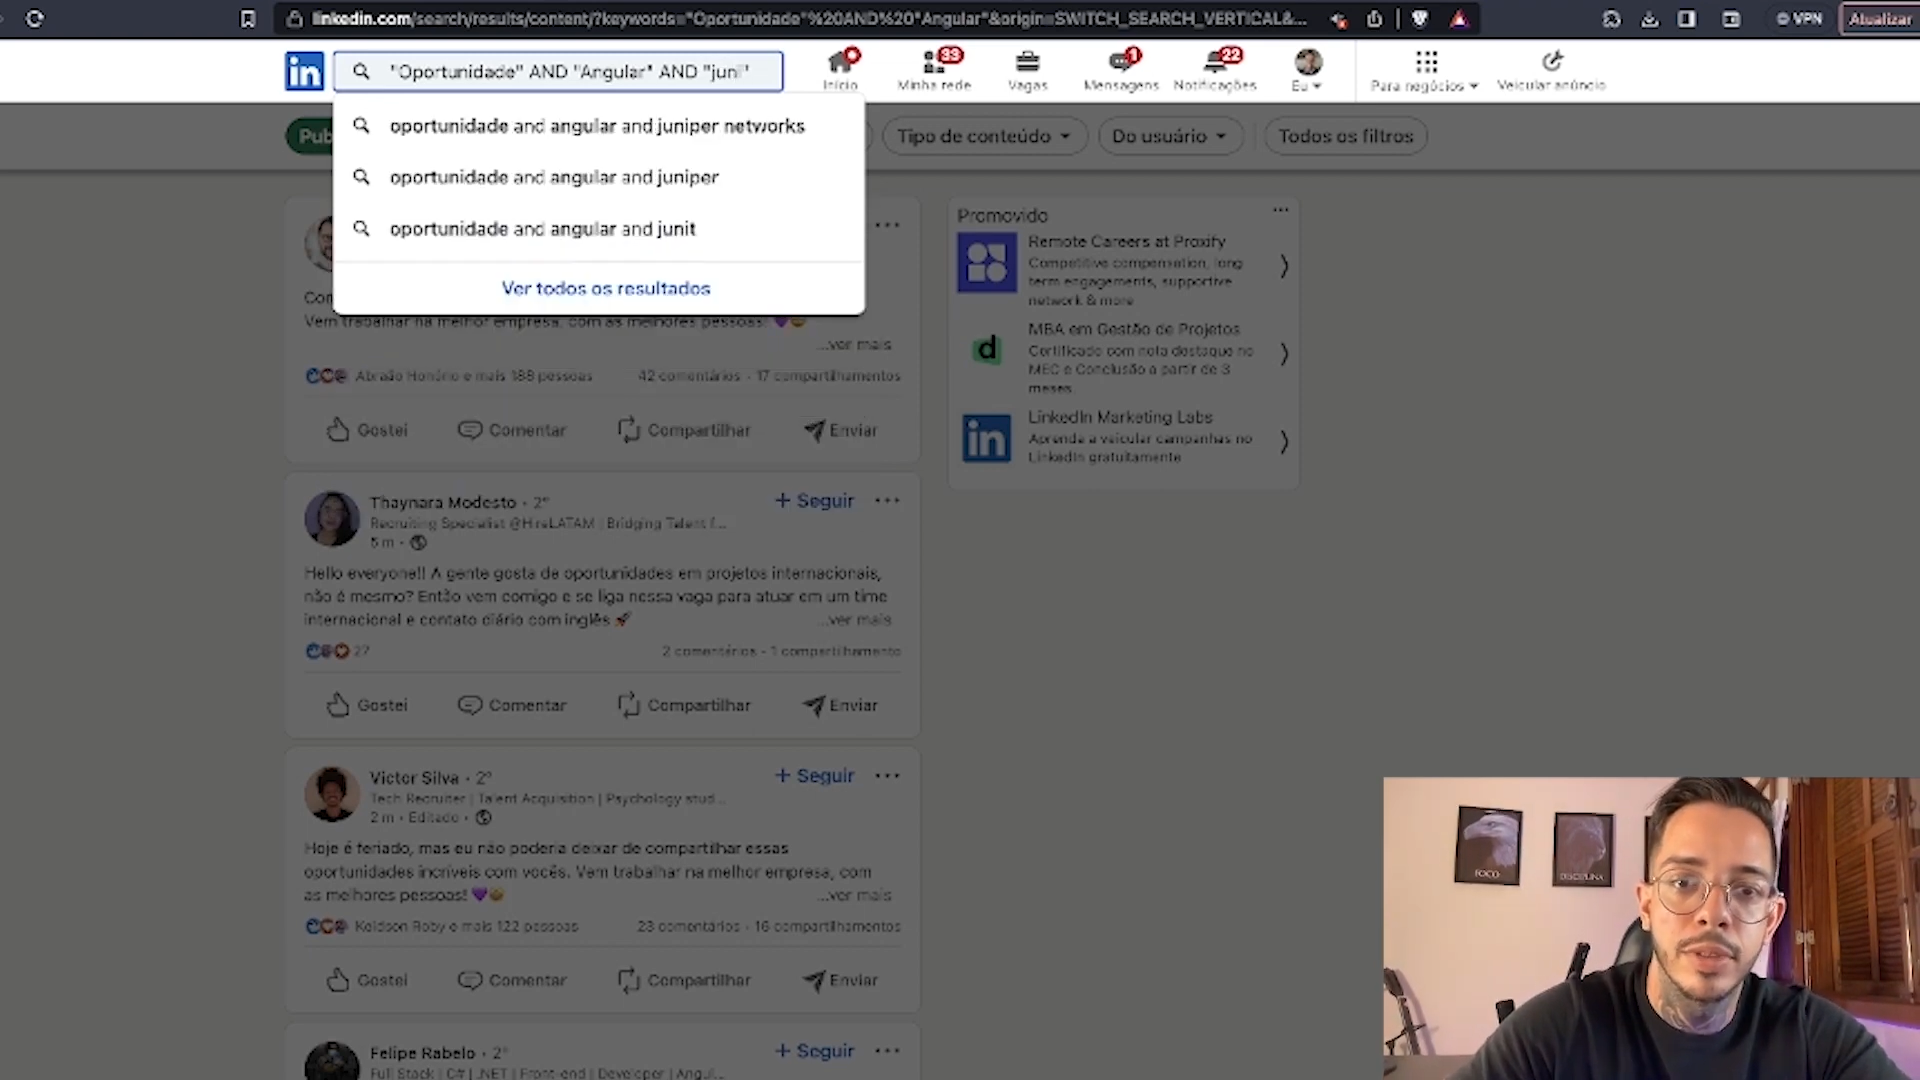 linkedin.com/search/results/content/?keywords="Oportunidade"%20AND%20"Angular"&origin=SWITCH_SEARCH_VERTICAL&...
VPN
Atualizar
in
"Oportunidade" AND "Angular" AND "juni"
Início
33
Minha rede
Vagas
1
Mensagens
22
Notificações
Eu
Para negócios
Veicular anúncio
oportunidade and angular and juniper networks
oportunidade and angular and juniper
oportunidade and angular and junit
Ver todos os resultados
Pub
Tipo de conteúdo
Do usuário
Todos os filtros
Con
Vem trabalhar na melhor empresa, com as melhores pessoas! 💜🤩
...ver mais
Abraão Honório e mais 188 pessoas
42 comentários · 17 compartilhamentos
Gostei
Comentar
Compartilhar
Enviar
Thaynara Modesto · 2º
+ Seguir
Recruiting Specialist @HireLATAM | Bridging Talent f...
5 m ·
Hello everyone!! A gente gosta de oportunidades em projetos internacionais,
não é mesmo? Então vem comigo e se liga nessa vaga para atuar em um time
internacional e contato diário com inglês 🚀
...ver mais
27
2 comentários · 1 compartilhamento
Gostei
Comentar
Compartilhar
Enviar
Victor Silva · 2º
+ Seguir
Tech Recruiter | Talent Acquisition | Psychology stud...
2 m · Editado ·
Hoje é feriado, mas eu não poderia deixar de compartilhar essas
oportunidades incríveis com vocês. Vem trabalhar na melhor empresa, com
as melhores pessoas! 💜🤩
...ver mais
Keldson Roby e mais 122 pessoas
23 comentários · 16 compartilhamentos
Gostei
Comentar
Compartilhar
Enviar
Felipe Rabelo · 2º
+ Seguir
Full Stack | C# | .NET | Front-end | Developer | Angul...
Promovido
Remote Careers at Proxify
Competitive compensation, long
term engagements, supportive
network & more
d
MBA em Gestão de Projetos
Certificado com nota destaque no
MEC e Conclusão a partir de 3
meses
in
LinkedIn Marketing Labs
Aprenda a veicular campanhas no
LinkedIn gratuitamente
FOCO
DISCIPLINA